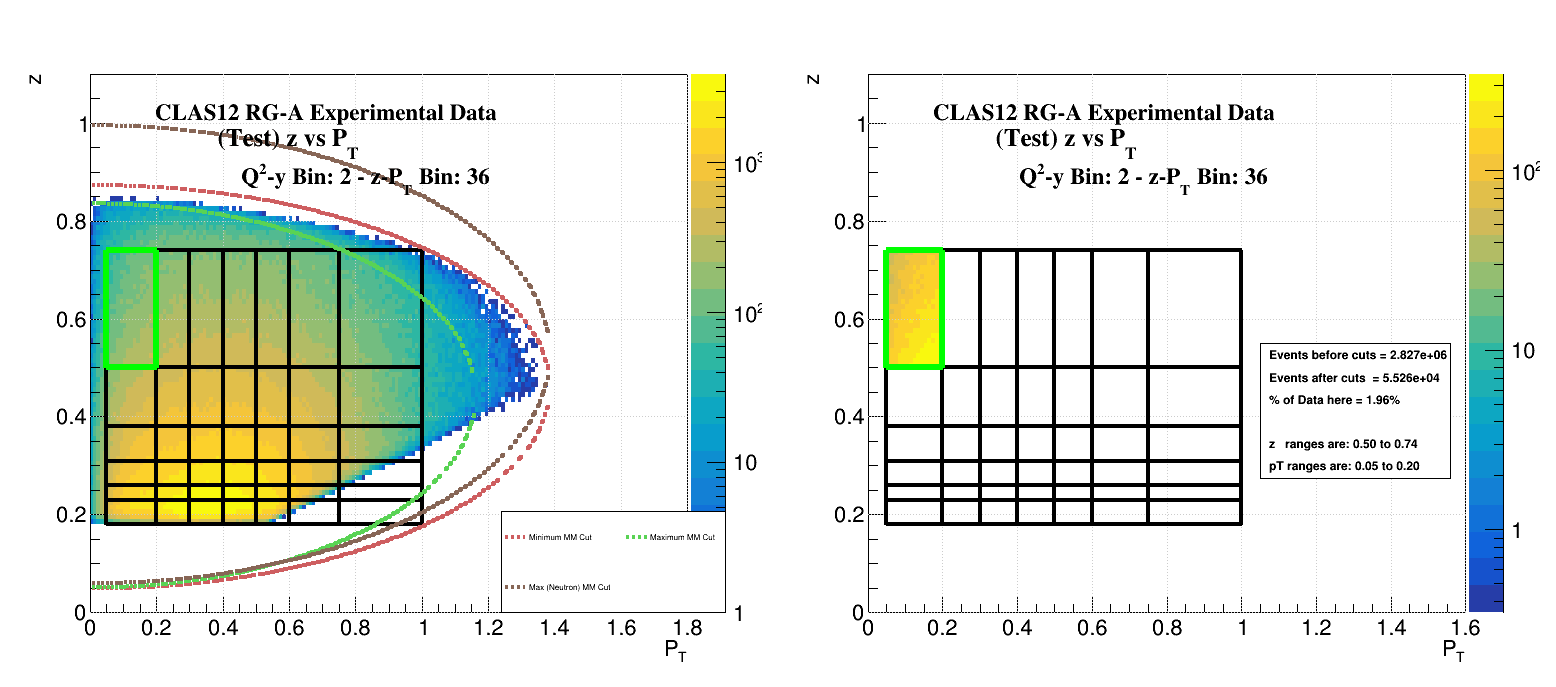 CLAS12 RG-A Experimental Data
(Test) z vs P_T
Q²-y Bin: 2 - z-P_T Bin: 36
z
1
0.8
0.6
0.4
0.2
0
0 0.2 0.4 0.6 0.8 1 1.2 1.4 1.6 1.8
P_T
10³
10²
10
1
Minimum MM Cut
Maximum MM Cut
Max (Neutron) MM Cut
CLAS12 RG-A Experimental Data
(Test) z vs P_T
Q²-y Bin: 2 - z-P_T Bin: 36
z
1
0.8
0.6
0.4
0.2
0
0 0.2 0.4 0.6 0.8 1 1.2 1.4 1.6
P_T
10²
10
1
Events before cuts = 2.827e+06
Events after cuts = 5.526e+04
% of Data here = 1.96%
z ranges are: 0.50 to 0.74
pT ranges are: 0.05 to 0.20